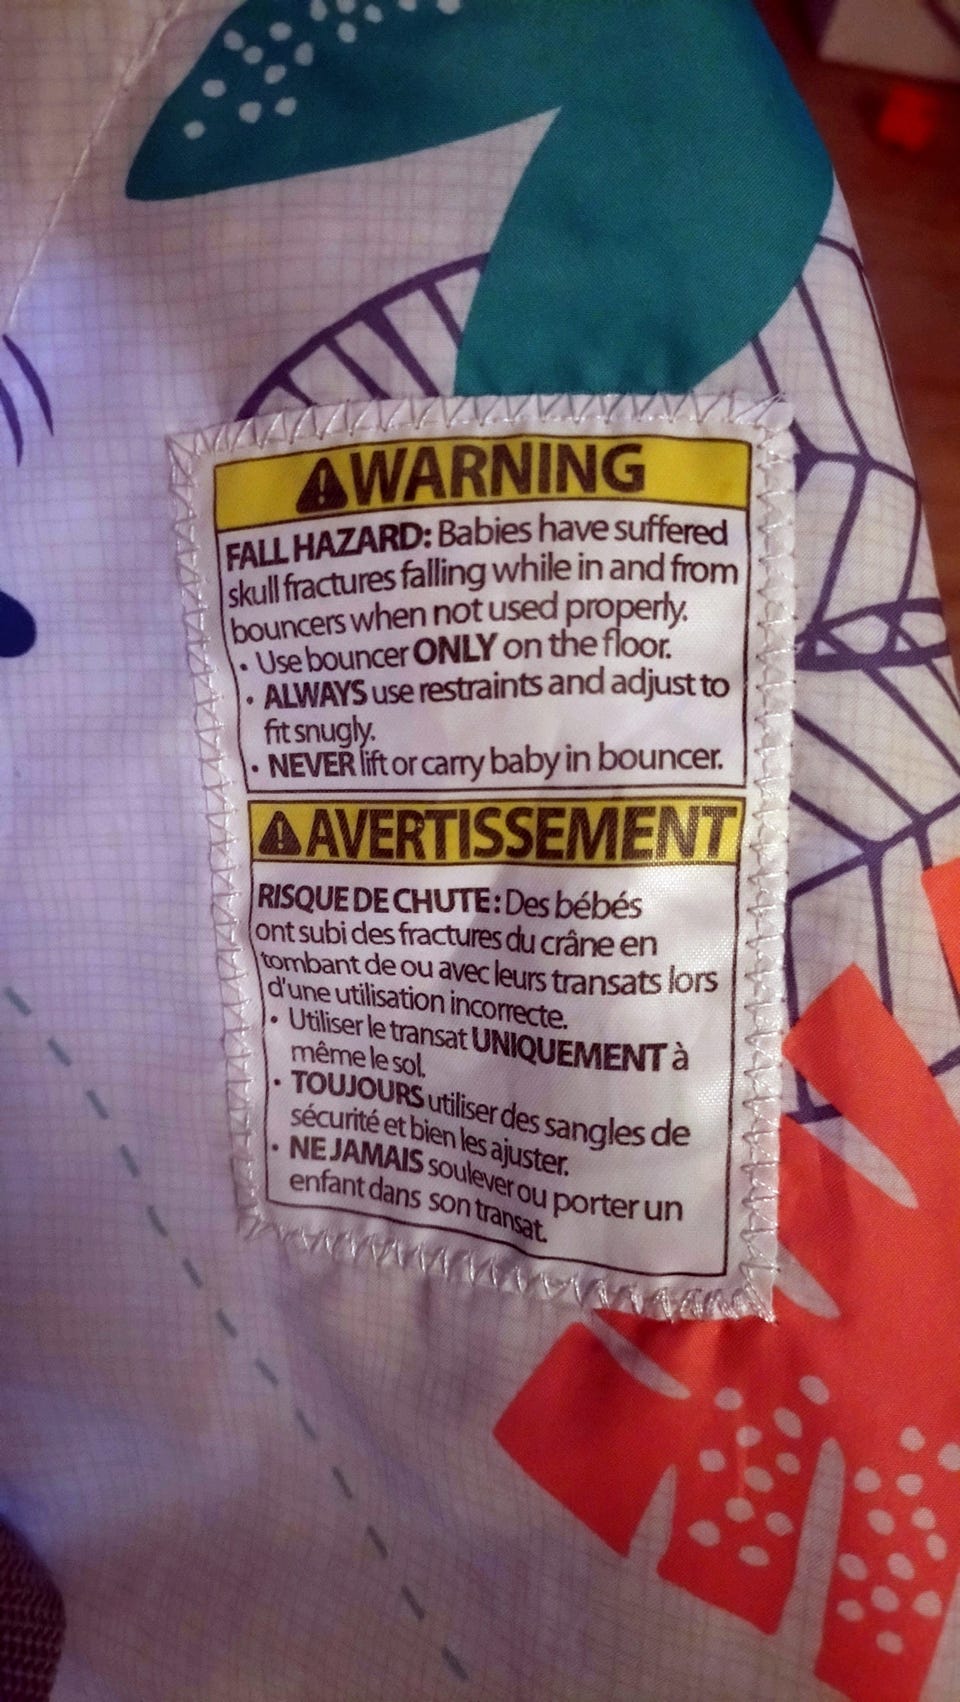 ⚠WARNING
FALL HAZARD: Babies have suffered
skull fractures falling while in and from
bouncers when not used properly.
• Use bouncer ONLY on the floor.
• ALWAYS use restraints and adjust to
fit snugly.
• NEVER lift or carry baby in bouncer.
⚠AVERTISSEMENT
RISQUE DE CHUTE: Des bébés
ont subi des fractures du crâne en
tombant de ou avec leurs transats lors
d'une utilisation incorrecte.
• Utiliser le transat UNIQUEMENT à
même le sol.
• TOUJOURS utiliser des sangles de
sécurité et bien les ajuster.
• NE JAMAIS soulever ou porter un
enfant dans son transat.